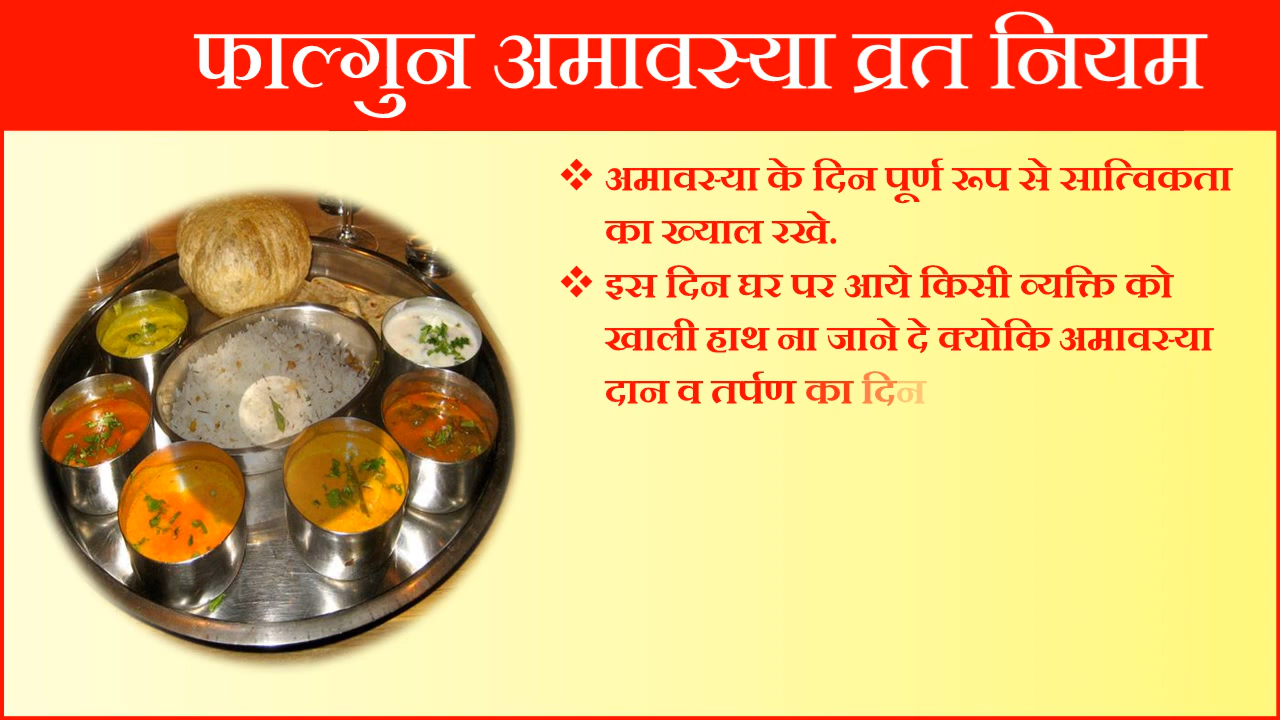 फाल्गुन अमावस्या व्रत नियम
❖ अमावस्या के दिन पूर्ण रूप से सात्विकता
का ख्याल रखे.
❖ इस दिन घर पर आये किसी व्यक्ति को
खाली हाथ ना जाने दे क्योकि अमावस्या
दान व तर्पण का दिन